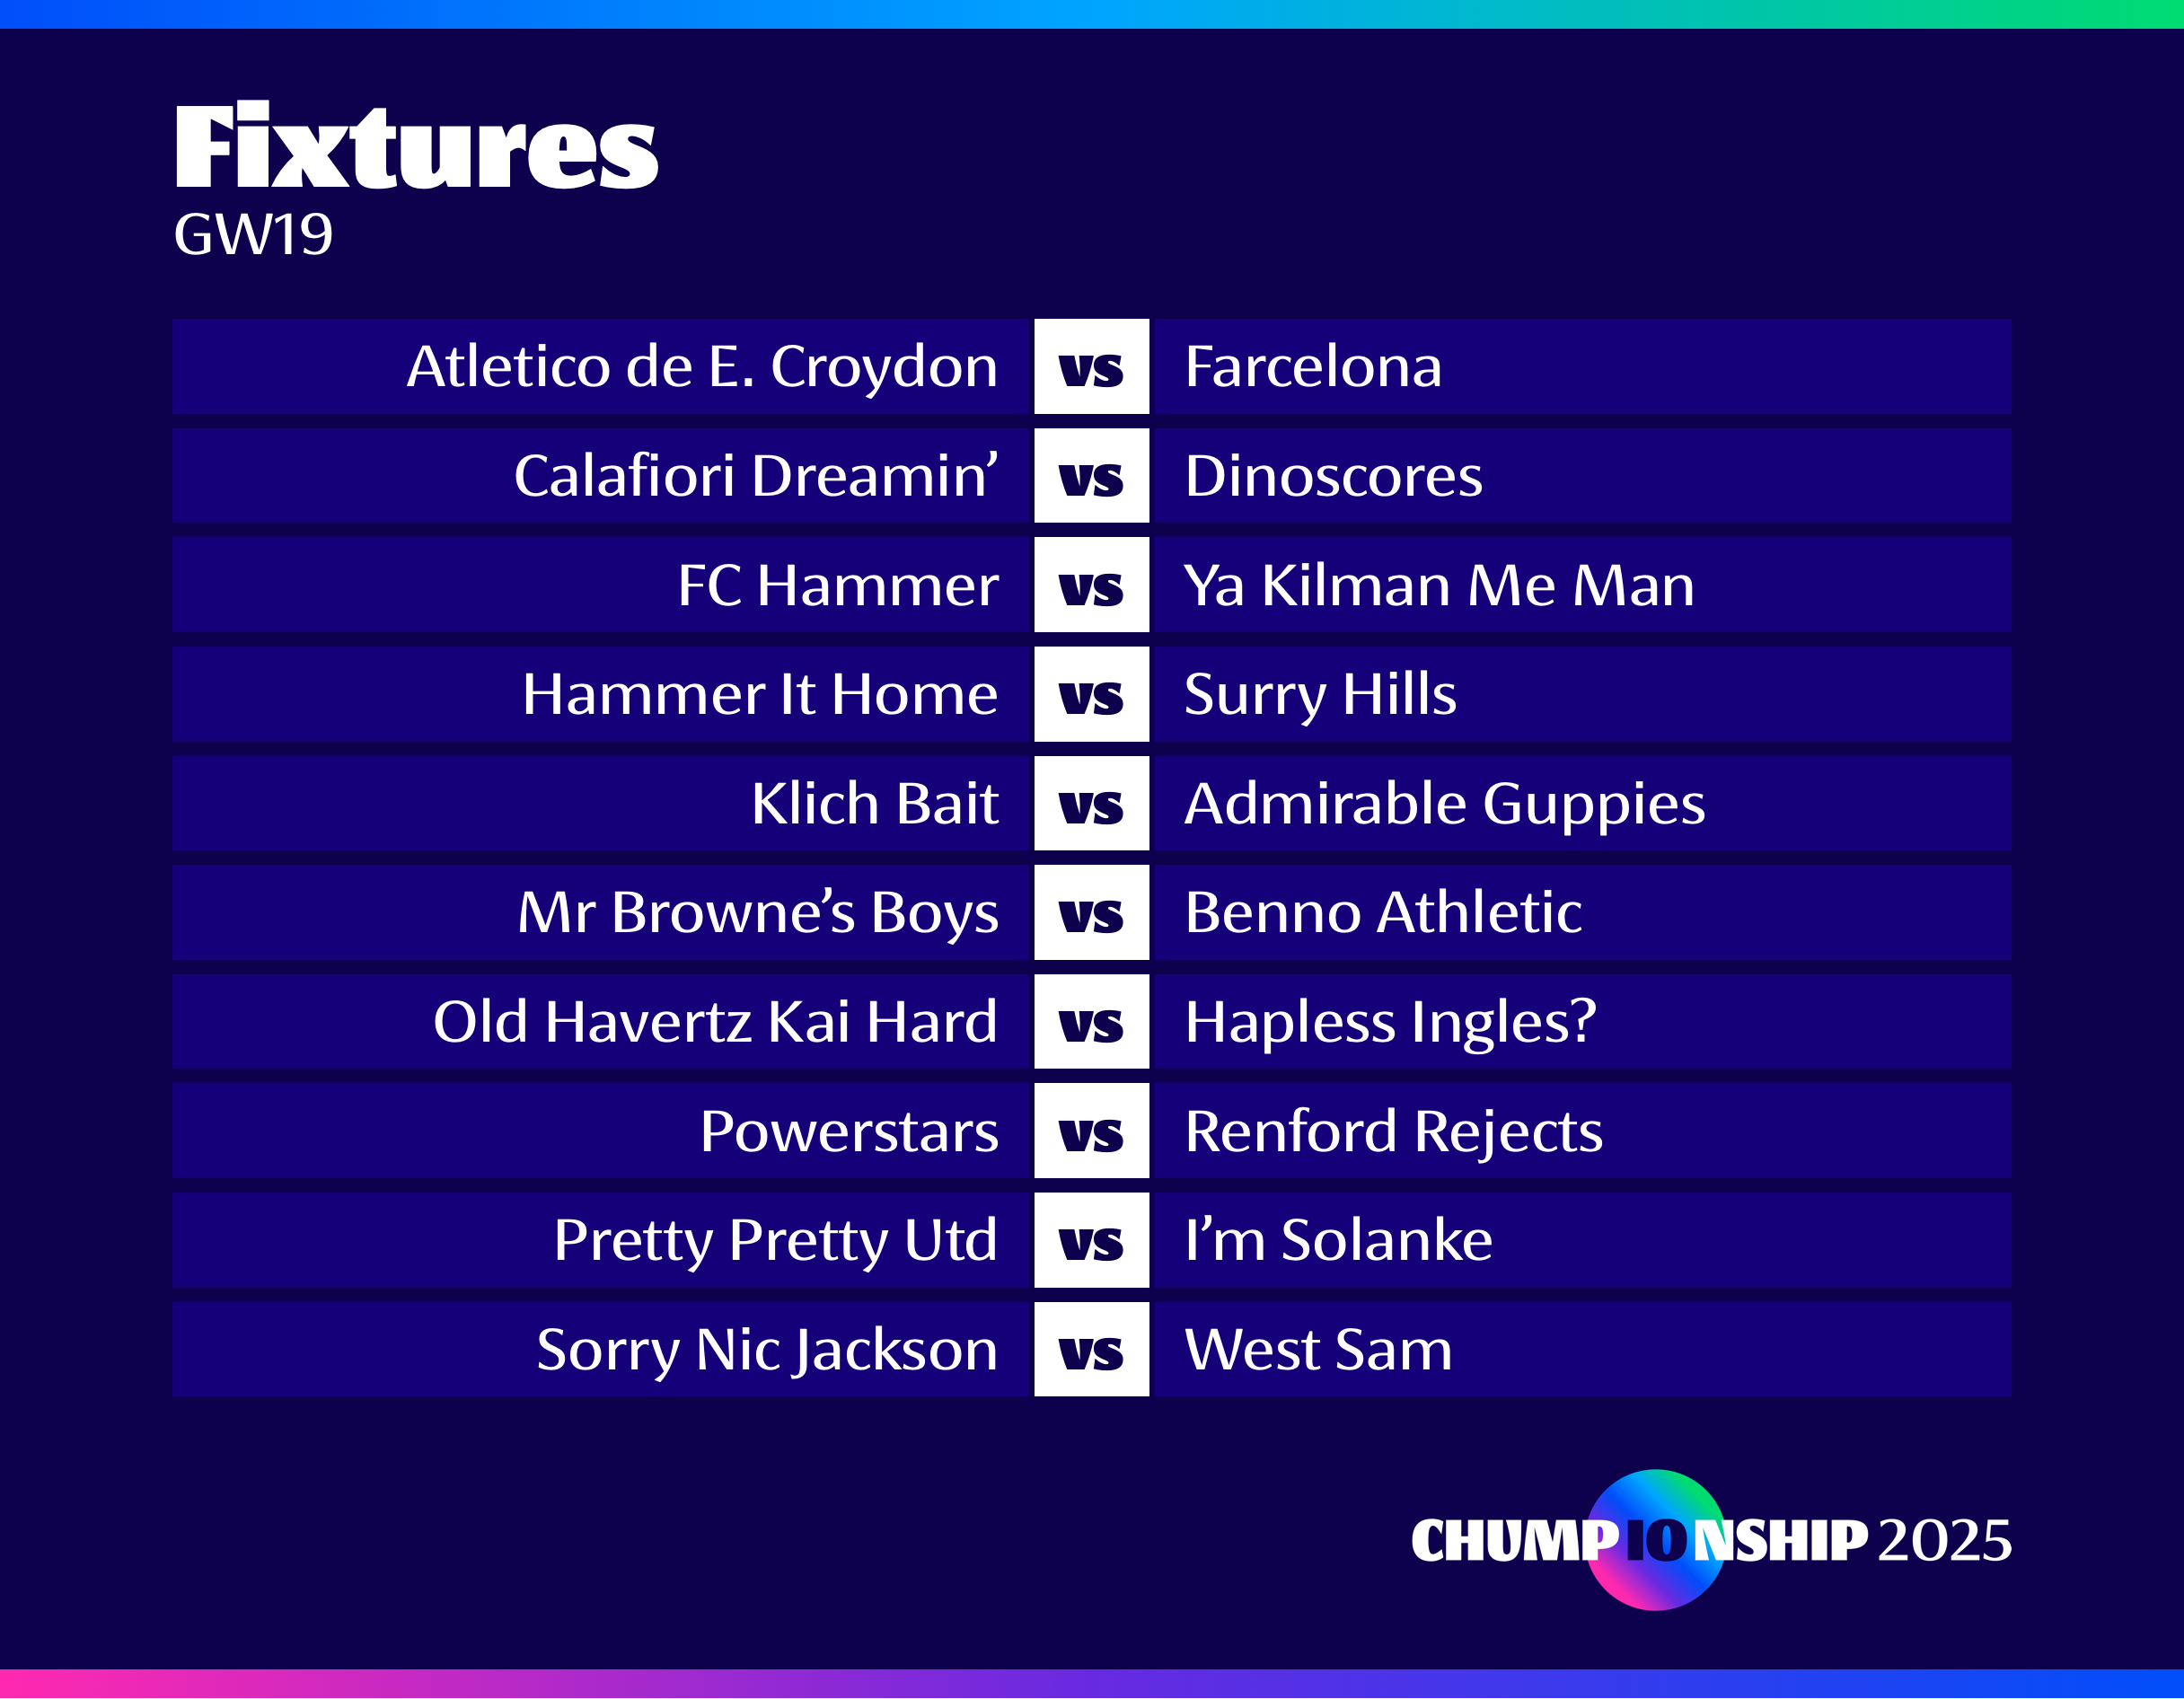 Fixtures
GW19
Atletico de E. Croydon vs Farcelona
Calafiori Dreamin’ vs Dinoscores
FC Hammer vs Ya Kilman Me Man
Hammer It Home vs Surry Hills
Klich Bait vs Admirable Guppies
Mr Browne’s Boys vs Benno Athletic
Old Havertz Kai Hard vs Hapless Ingles?
Powerstars vs Renford Rejects
Pretty Pretty Utd vs I’m Solanke
Sorry Nic Jackson vs West Sam
CHUMPIONSHIP 2025